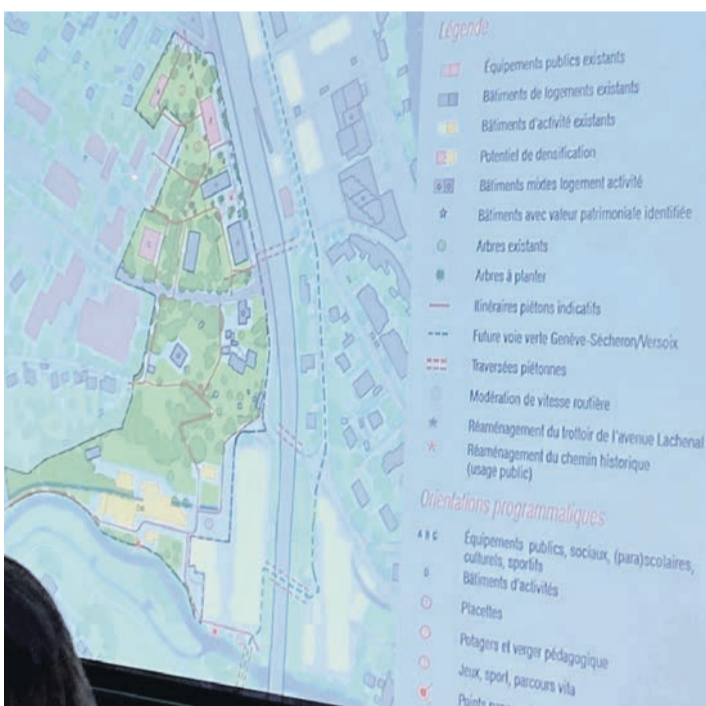 Légende
Équipements publics existants
Bâtiments de logements existants
Bâtiments d'activité existants
Potentiel de densification
Bâtiments mixtes logement activité
Bâtiments avec valeur patrimoniale identifiée
Arbres existants
Arbres à planter
Itinéraires piétons indicatifs
Future voie verte Genève-Sécheron/Versoix
Traversées piétonnes
Modération de vitesse routière
Réaménagement du trottoir de l'avenue Lachenal
Réaménagement du chemin historique
(usage public)
Orientations programmatiques
A B C Équipements publics, sociaux, (para)scolaires,
culturels, sportifs
D Bâtiments d'activités
Placettes
Potagers et verger pédagogique
Jeux, sport, parcours vita
Points